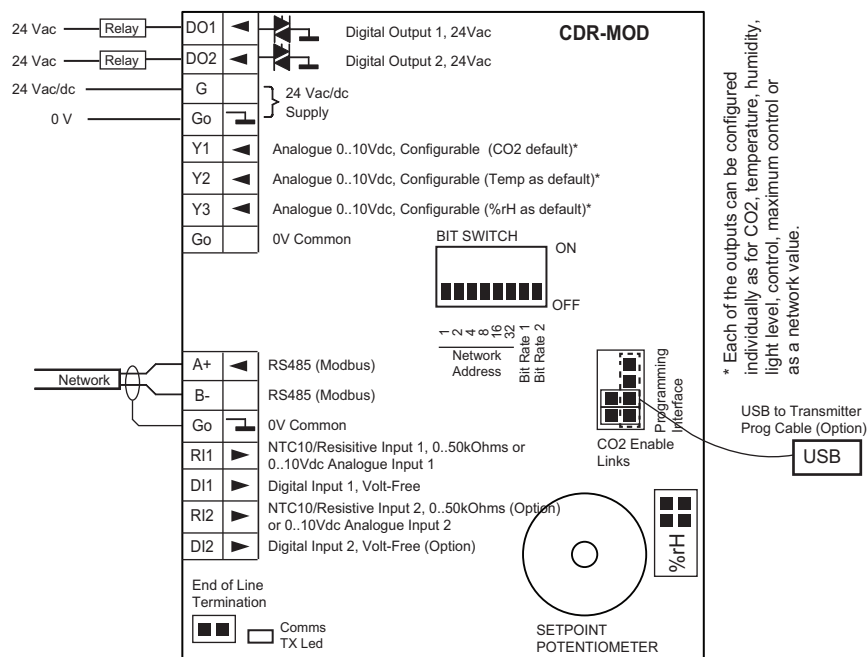 24 Vac Relay DO1 Digital Output 1, 24Vac CDR-MOD
24 Vac Relay DO2 Digital Output 2, 24Vac
24 Vac/dc G 24 Vac/dc
0 V Go Supply
Y1 Analogue 0..10Vdc, Configurable (CO2 default)*
Y2 Analogue 0..10Vdc, Configurable (Temp as default)*
Y3 Analogue 0..10Vdc, Configurable (%rH as default)*
Go 0V Common
BIT SWITCH
ON
OFF
1
2
4
8
16
32
Bit Rate 1
Bit Rate 2
Network
Address
* Each of the outputs can be configured
individually as for CO2, temperature, humidity,
light level, control, maximum control or
as a network value.
Network
A+ RS485 (Modbus)
B- RS485 (Modbus)
Go 0V Common
RI1 NTC10/Resisitive Input 1, 0..50kOhms or
0..10Vdc Analogue Input 1
DI1 Digital Input 1, Volt-Free
RI2 NTC10/Resistive Input 2, 0..50kOhms (Option)
or 0..10Vdc Analogue Input 2
DI2 Digital Input 2, Volt-Free (Option)
Programming
Interface
CO2 Enable
Links
USB to Transmitter
Prog Cable (Option)
USB
%rH
End of Line
Termination
Comms
TX Led
SETPOINT
POTENTIOMETER